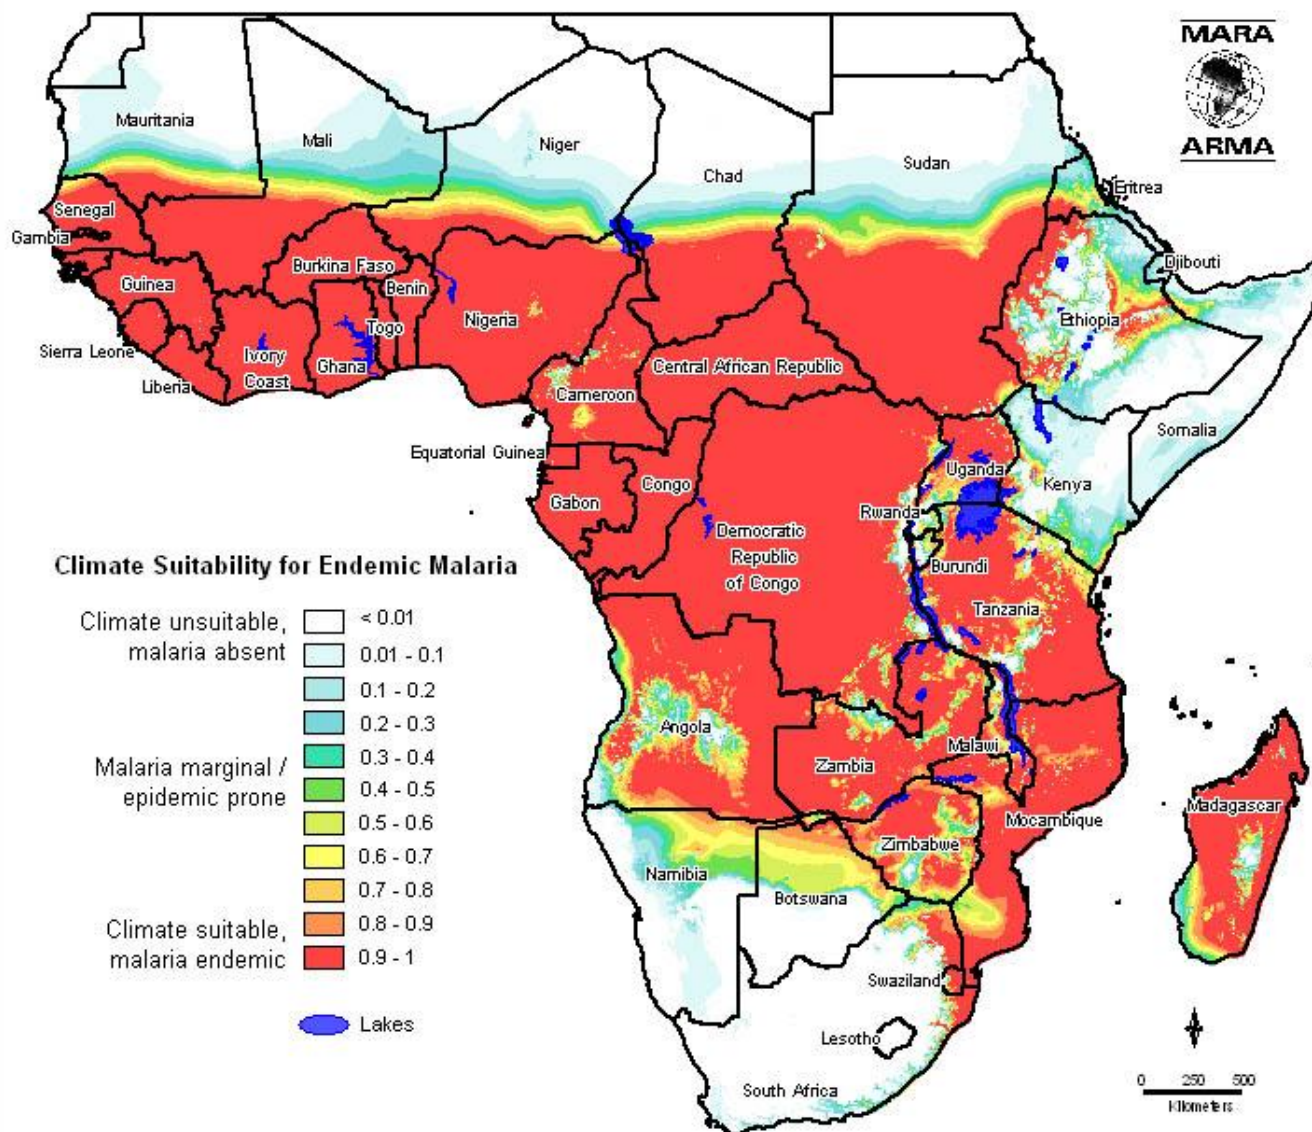 MARA
ARMA
Mauritania
Mali
Niger
Chad
Sudan
Eritrea
Senegal
Gambia
Burkina Faso
Djibouti
Guinea
Benin
Nigeria
Ethiopia
Togo
Sierra Leone
Ivory
Coast
Ghana
Central African Republic
Liberia
Cameroon
Somalia
Equatorial Guinea
Uganda
Kenya
Congo
Gabon
Rwanda
Democratic
Republic
of Congo
Burundi
Tanzania
Angola
Malawi
Zambia
Madagascar
Mocambique
Zimbabwe
Namibia
Botswana
Swaziland
Lesotho
South Africa
Climate Suitability for Endemic Malaria
Climate unsuitable,
malaria absent
Malaria marginal /
epidemic prone
Climate suitable,
malaria endemic
< 0.01
0.01 - 0.1
0.1 - 0.2
0.2 - 0.3
0.3 - 0.4
0.4 - 0.5
0.5 - 0.6
0.6 - 0.7
0.7 - 0.8
0.8 - 0.9
0.9 - 1
Lakes
0 250 500
Kilometers